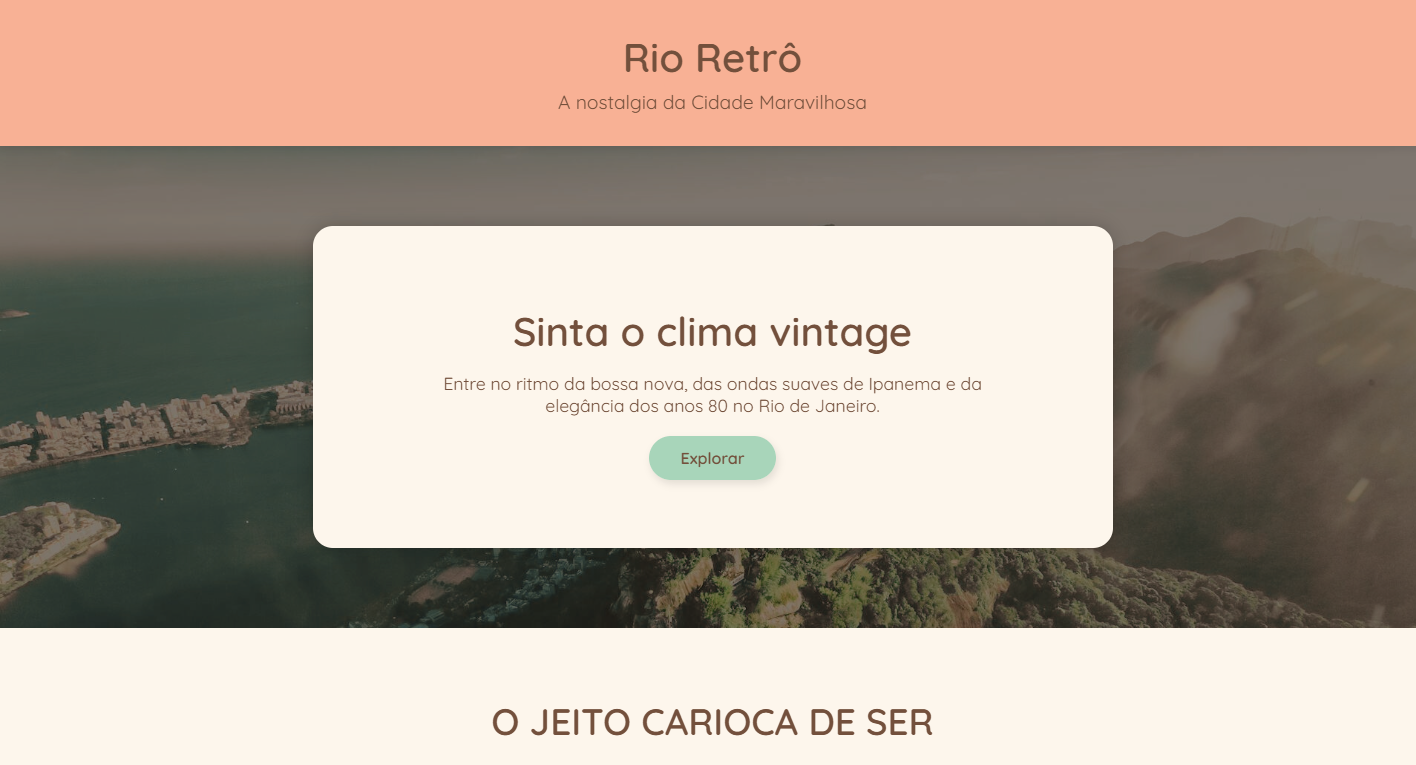 Rio Retrô
A nostalgia da Cidade Maravilhosa
Sinta o clima vintage
Entre no ritmo da bossa nova, das ondas suaves de Ipanema e da
elegância dos anos 80 no Rio de Janeiro.
Explorar
O JEITO CARIOCA DE SER